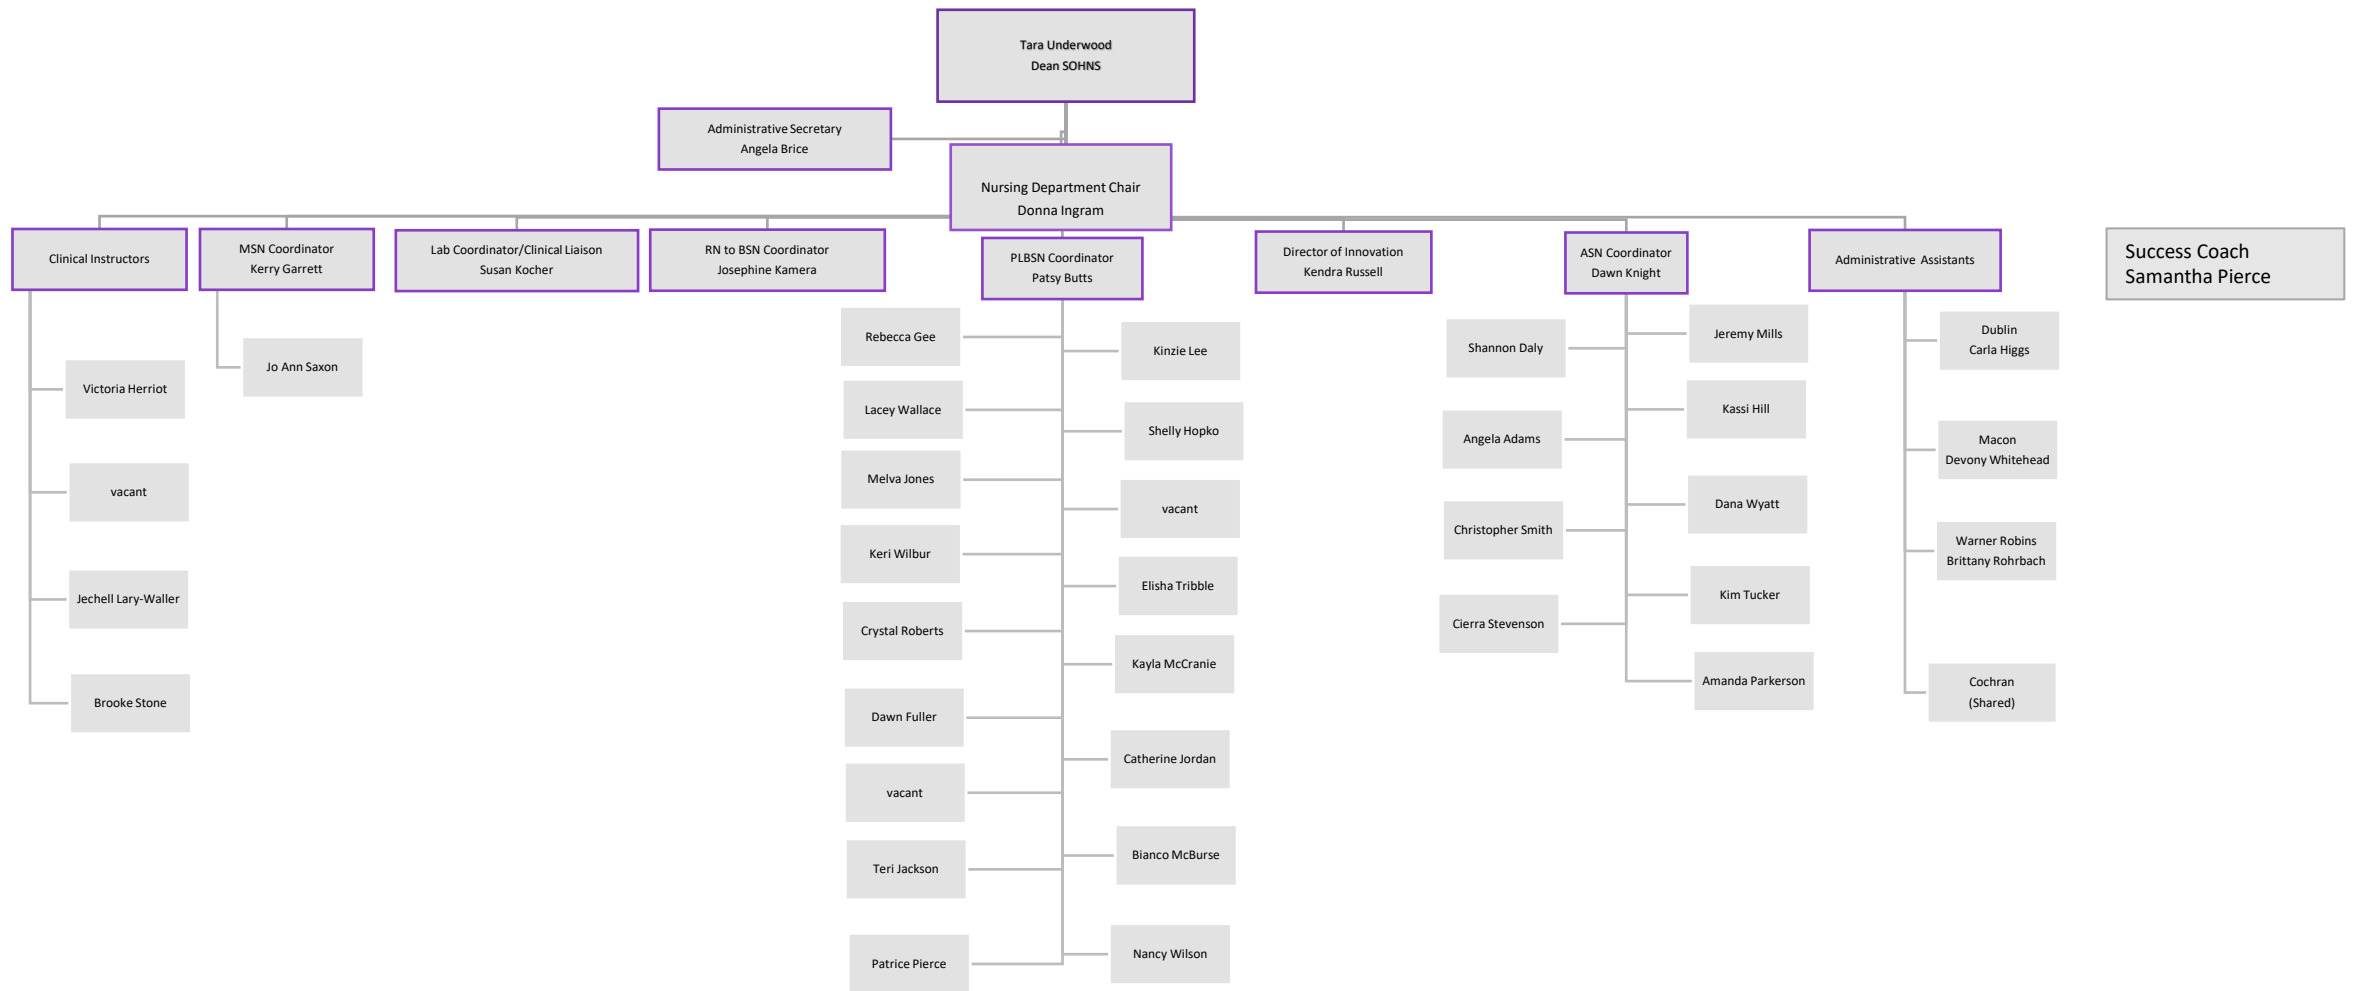 Tara Underwood
Dean SOHNS
Administrative Secretary
Angela Brice
Nursing Department Chair
Donna Ingram
Clinical Instructors
MSN Coordinator
Kerry Garrett
Lab Coordinator/Clinical Liaison
Susan Kocher
RN to BSN Coordinator
Josephine Kamera
PLBSN Coordinator
Patsy Butts
Director of Innovation
Kendra Russell
ASN Coordinator
Dawn Knight
Administrative Assistants
Success Coach
Samantha Pierce
Victoria Herriot
vacant
Jechell Lary-Waller
Brooke Stone
Jo Ann Saxon
Rebecca Gee
Kinzie Lee
Lacey Wallace
Shelly Hopko
Melva Jones
vacant
Keri Wilbur
Elisha Tribble
Crystal Roberts
Kayla McCranie
Dawn Fuller
Catherine Jordan
vacant
Bianco McBurse
Teri Jackson
Nancy Wilson
Patrice Pierce
Jeremy Mills
Shannon Daly
Kassi Hill
Angela Adams
Dana Wyatt
Christopher Smith
Kim Tucker
Cierra Stevenson
Amanda Parkerson
Dublin
Carla Higgs
Macon
Devony Whitehead
Warner Robins
Brittany Rohrbach
Cochran
(Shared)